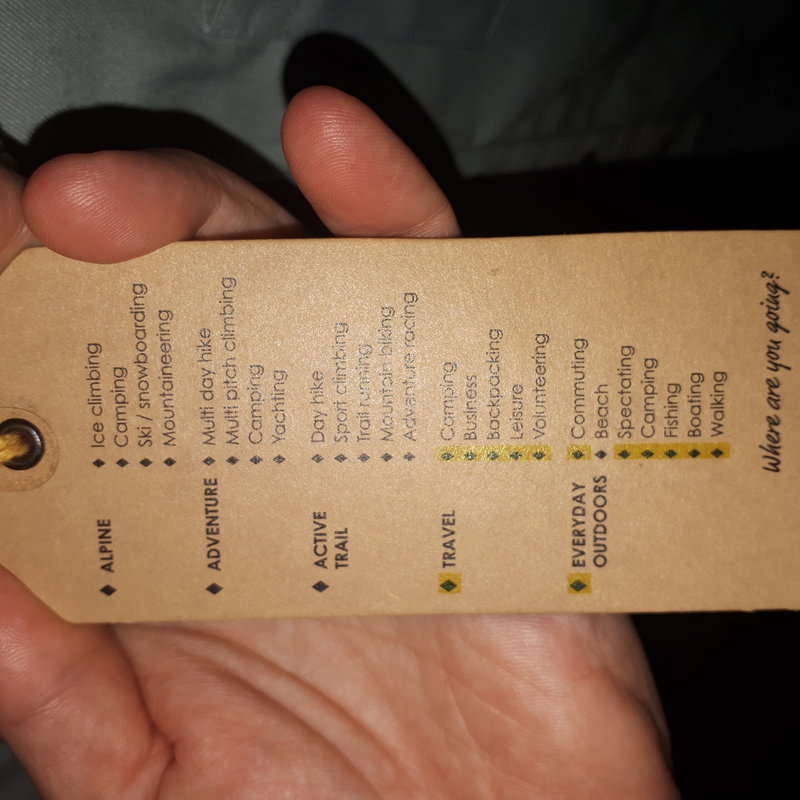 ◆ ALPINE
◆ Ice climbing
◆ Camping
◆ Ski / snowboarding
◆ Mountaineering
◆ ADVENTURE
◆ Multi day hike
◆ Multi pitch climbing
◆ Camping
◆ Yachting
◆ ACTIVE
TRAIL
◆ Day hike
◆ Sport climbing
◆ Trail running
◆ Mountain biking
◆ Adventure racing
◆ TRAVEL
◆ Camping
◆ Business
◆ Backpacking
◆ Leisure
◆ Volunteering
◆ EVERYDAY
OUTDOORS
◆ Commuting
◆ Beach
◆ Spectating
◆ Camping
◆ Fishing
◆ Boating
◆ Walking
Where are you going?